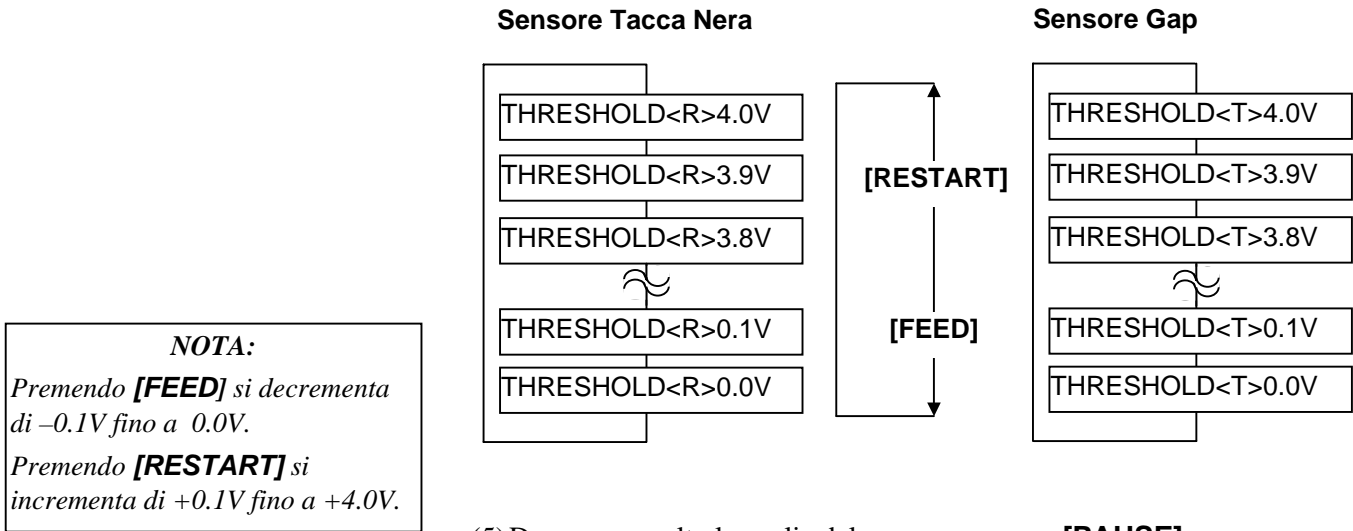 Sensore Tacca Nera
Sensore Gap
THRESHOLD<R>4.0V
THRESHOLD<R>3.9V
THRESHOLD<R>3.8V
THRESHOLD<R>0.1V
THRESHOLD<R>0.0V
[RESTART]
[FEED]
THRESHOLD<T>4.0V
THRESHOLD<T>3.9V
THRESHOLD<T>3.8V
THRESHOLD<T>0.1V
THRESHOLD<T>0.0V
NOTA:
Premendo [FEED] si decrementa
di –0.1V fino a 0.0V.
Premendo [RESTART] si
incrementa di +0.1V fino a +4.0V.
[PAUSE]